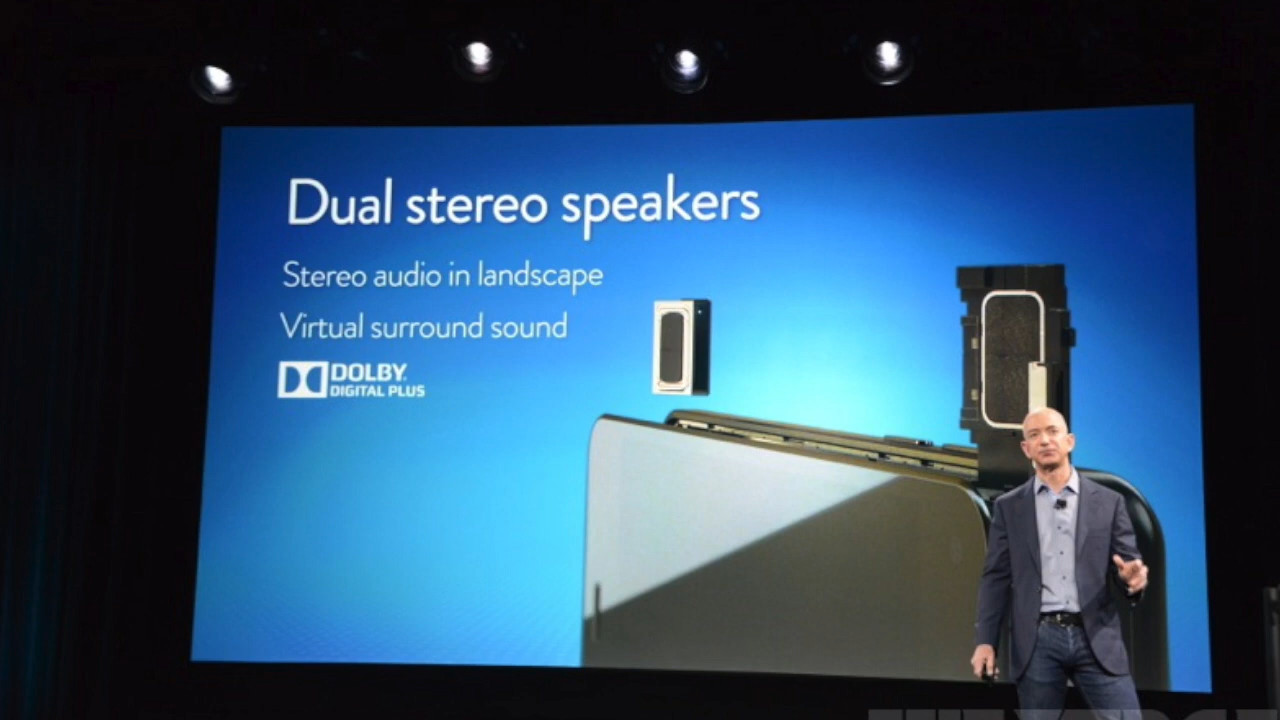 Dual stereo speakers
Stereo audio in landscape
Virtual surround sound
DOLBY
DIGITAL PLUS